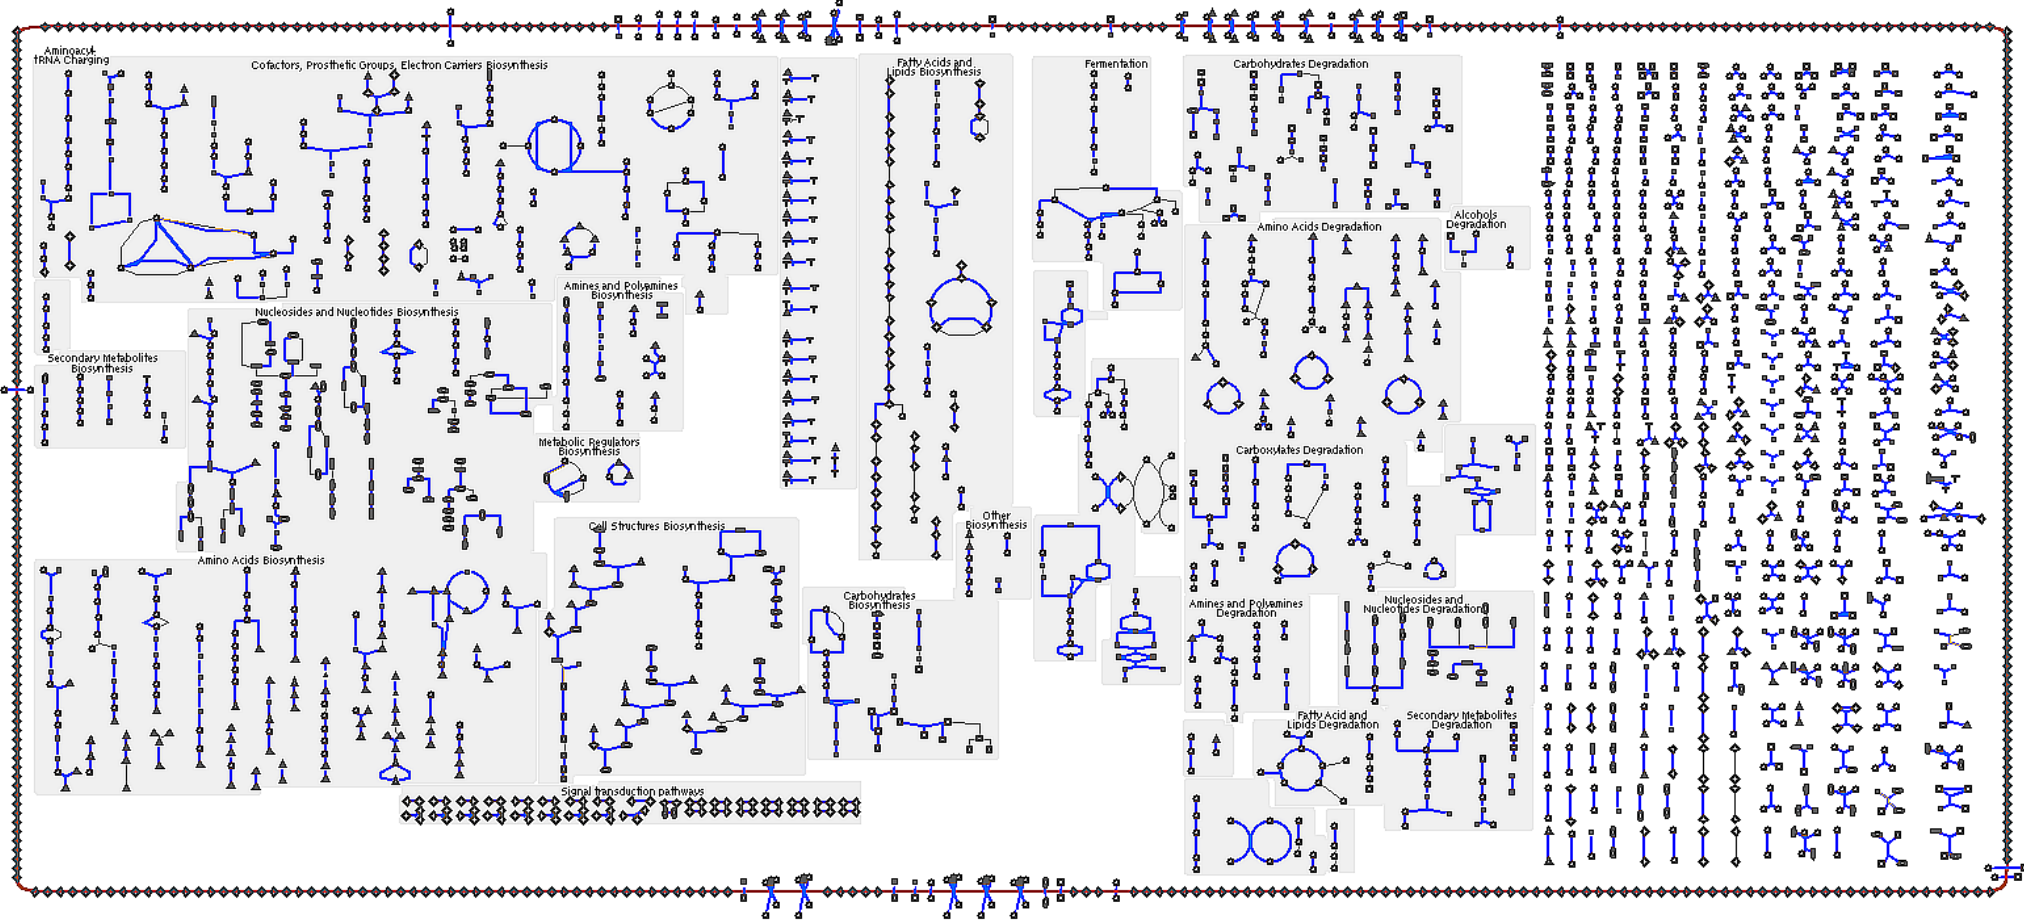 Aminoacyl-
tRNA Charging
Cofactors, Prosthetic Groups, Electron Carriers Biosynthesis
Fatty Acids and
Lipids Biosynthesis
Fermentation
Carbohydrates Degradation
Alcohols
Degradation
Amino Acids Degradation
Amines and Polyamines
Biosynthesis
Nucleosides and Nucleotides Biosynthesis
Secondary Metabolites
Biosynthesis
Metabolic Regulators
Biosynthesis
Carboxylates Degradation
Other
Biosynthesis
Cell Structures Biosynthesis
Amino Acids Biosynthesis
Carbohydrates
Biosynthesis
Amines and Polyamines
Degradation
Nucleosides and
Nucleotides Degradation
Fatty Acid and
Lipids Degradation
Secondary Metabolites
Degradation
Signal transduction pathways